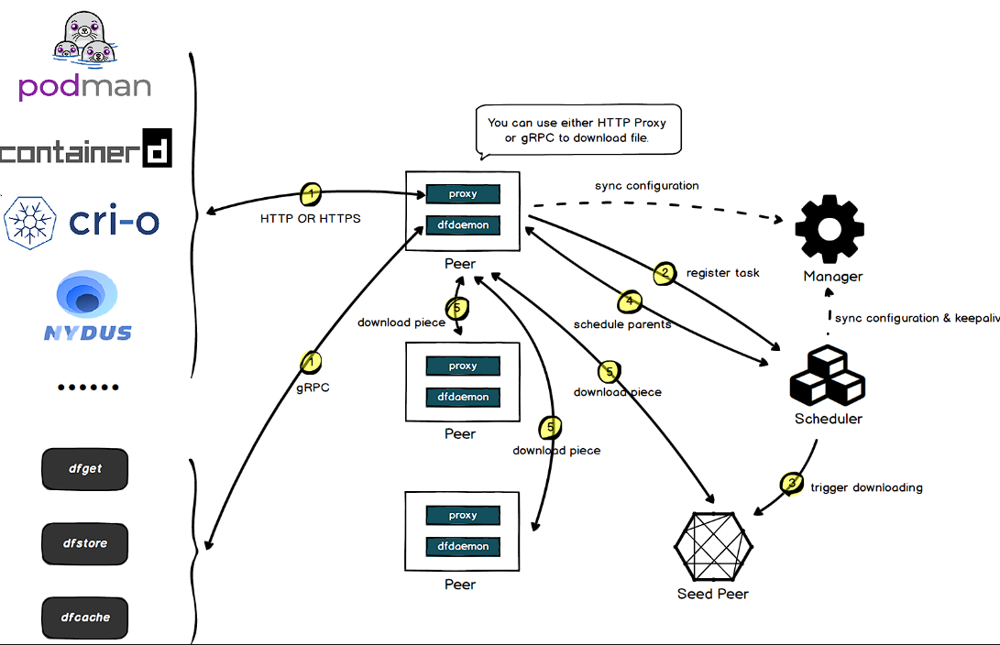 podman
containerd
cri-o
NYDUS
dfget
dfstore
dfcache
You can use either HTTP Proxy
or gRPC to download file.
1
HTTP OR HTTPS
1
gRPC
proxy
dfdaemon
Peer
5
download piece
proxy
dfdaemon
Peer
5
download piece
proxy
dfdaemon
Peer
sync configuration
2
register task
4
schedule parents
5
download piece
Manager
sync configuration & keepaliv
Scheduler
3
trigger downloading
Seed Peer